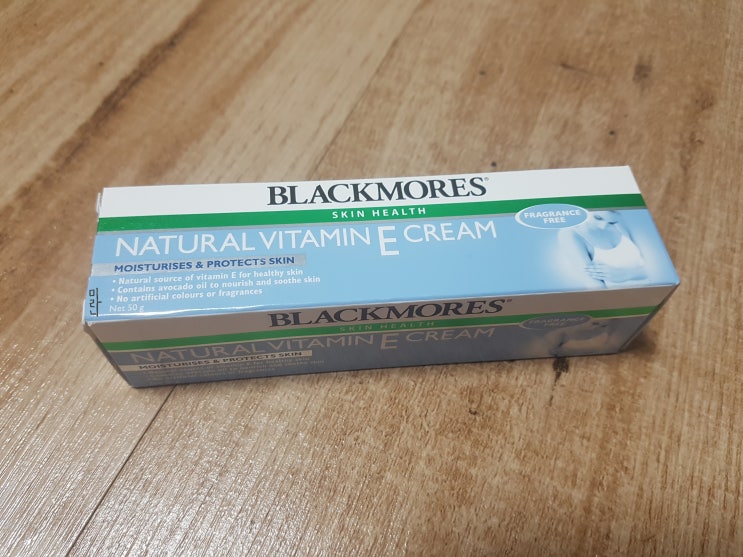 BLACKMORES®
SKIN HEALTH
NATURAL VITAMIN E CREAM
FRAGRANCE
FREE
MOISTURISES & PROTECTS SKIN
• Natural source of vitamin E for healthy skin
• Contains avocado oil to nourish and soothe skin
• No artificial colours or fragrances
Net 50 g
BLACKMORES®
SKIN HEALTH
NATURAL VITAMIN E CREAM
FRAGRANCE
FREE
MOISTURISES & PROTECTS SKIN